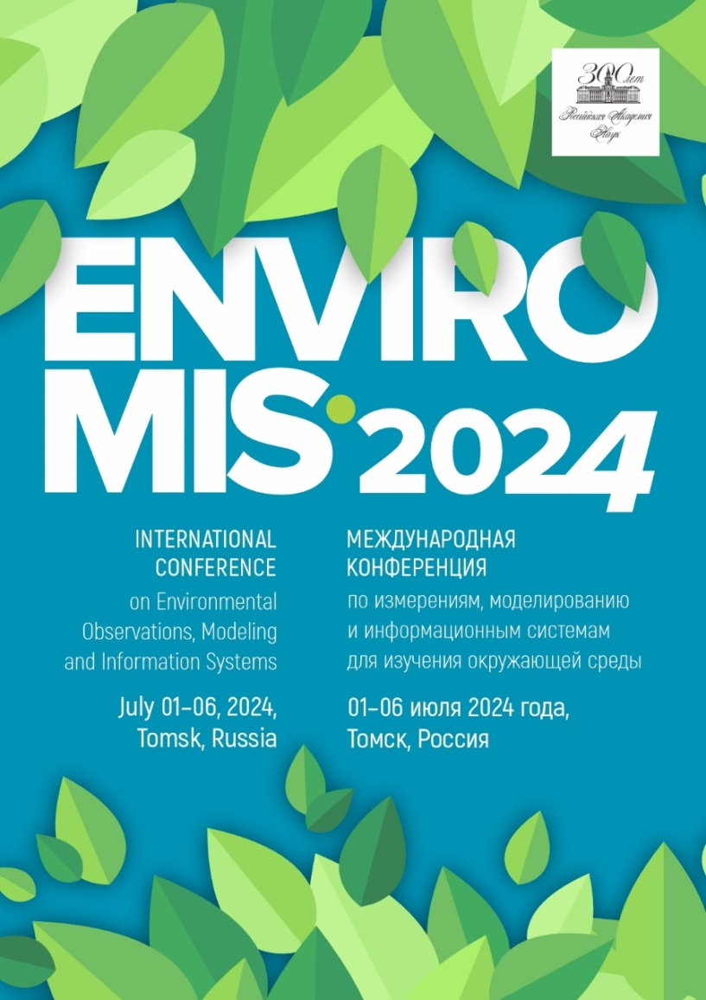 300 лет
Российская Академия
Наук
ENVIRO
MIS·2024
INTERNATIONAL
CONFERENCE
on Environmental
Observations, Modeling
and Information Systems
July 01–06, 2024,
Tomsk, Russia
МЕЖДУНАРОДНАЯ
КОНФЕРЕНЦИЯ
по измерениям, моделированию
и информационным системам
для изучения окружающей среды
01–06 июля 2024 года,
Томск, Россия